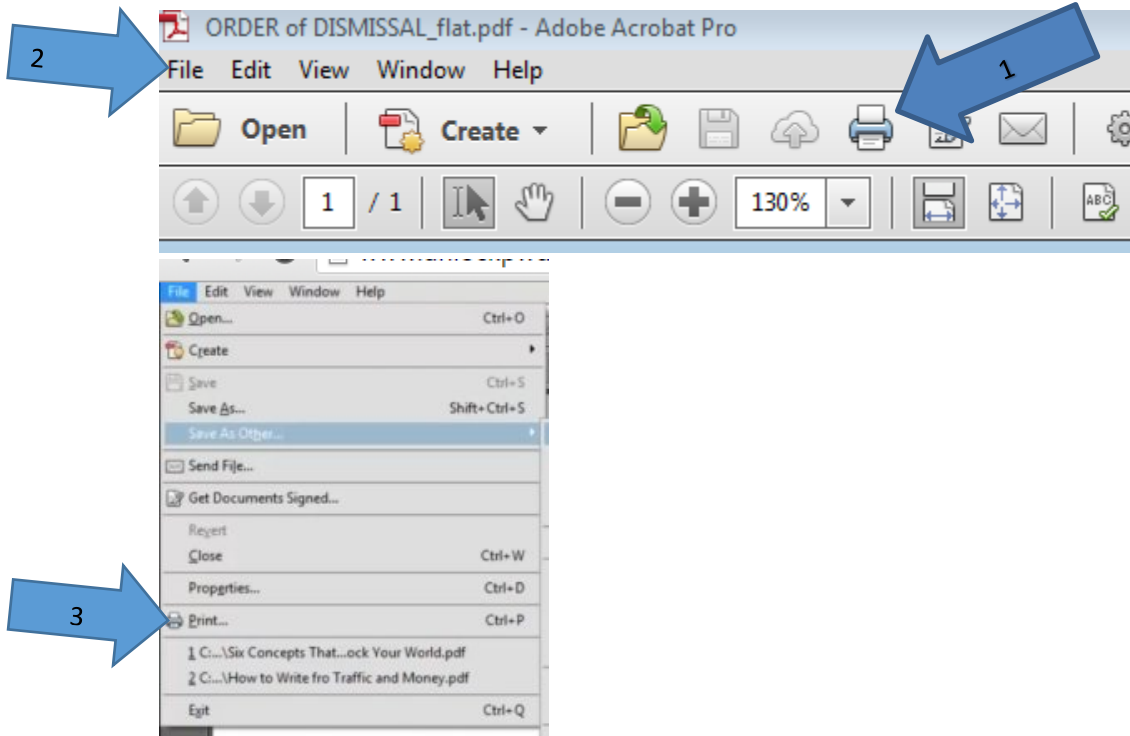 ORDER of DISMISSAL_flat.pdf - Adobe Acrobat Pro
2
File Edit View Window Help
1
Open Create
1 / 1 130% ABC
File Edit View Window Help
Open... Ctrl+O
Create
Save Ctrl+S
Save As... Shift+Ctrl+S
Save As Other...
Send File...
Get Documents Signed...
Revert
Close Ctrl+W
Properties... Ctrl+D
3
Print... Ctrl+P
1 C:...\Six Concepts That...ock Your World.pdf
2 C:...\How to Write fro Traffic and Money.pdf
Exit Ctrl+Q